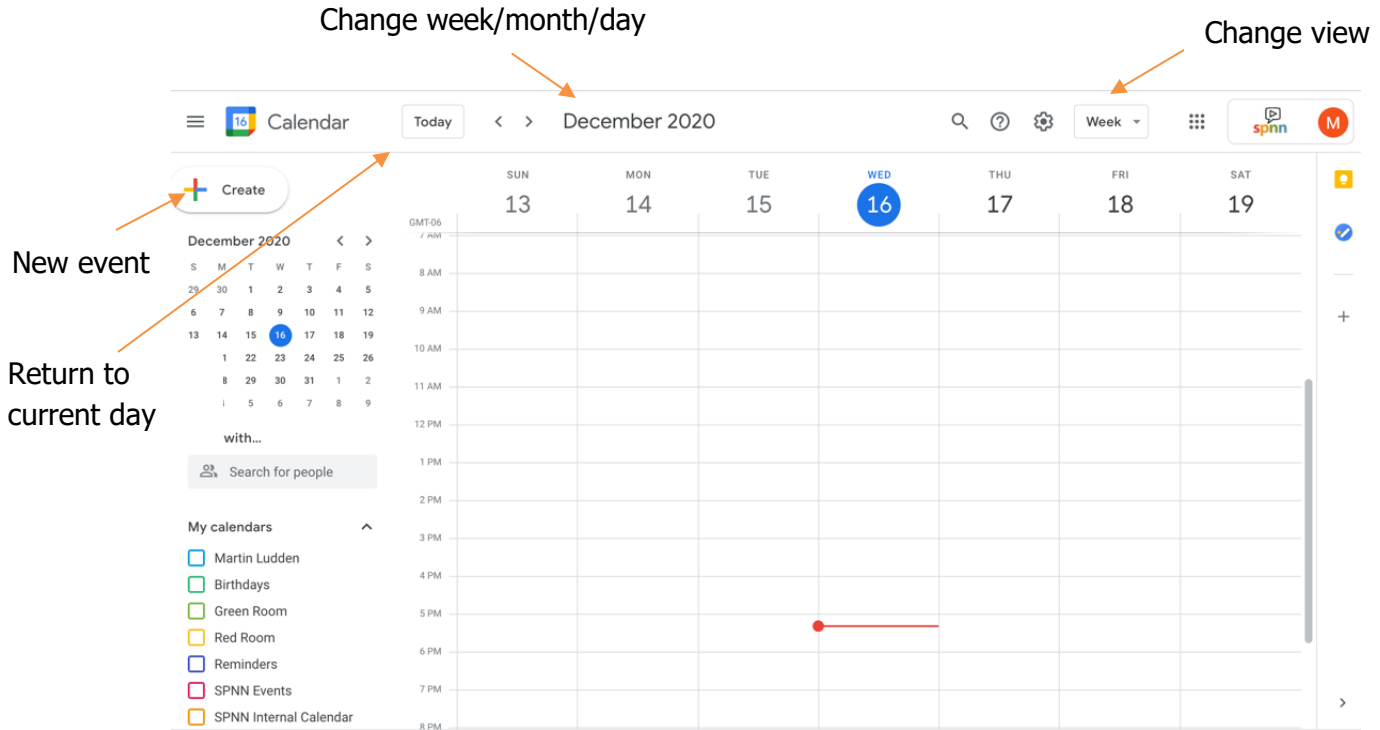 Change week/month/day
Change view
16 Calendar Today < > December 2020 Week spnn M
Create
New event
Return to
current day
December 2020 < >
S M T W T F S
29 30 1 2 3 4 5
6 7 8 9 10 11 12
13 14 15 16 17 18 19
1 22 23 24 25 26
8 29 30 31 1 2
5 6 7 8 9
with...
Search for people
My calendars
Martin Ludden
Birthdays
Green Room
Red Room
Reminders
SPNN Events
SPNN Internal Calendar
SUN MON TUE WED THU FRI SAT
13 14 15 16 17 18 19
GMT-06
7 AM
8 AM
9 AM
10 AM
11 AM
12 PM
1 PM
2 PM
3 PM
4 PM
5 PM
6 PM
7 PM
8 PM